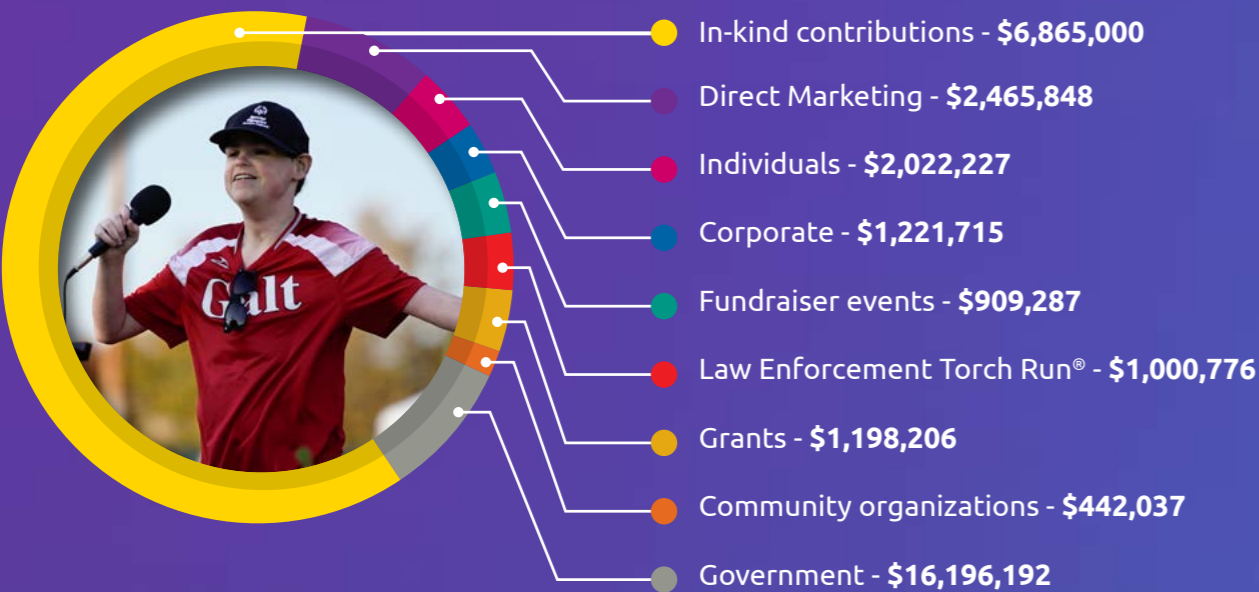 In-kind contributions - $6,865,000
Direct Marketing - $2,465,848
Individuals - $2,022,227
Corporate - $1,221,715
Fundraiser events - $909,287
Law Enforcement Torch Run® - $1,000,776
Grants - $1,198,206
Community organizations - $442,037
Government - $16,196,192
Galt